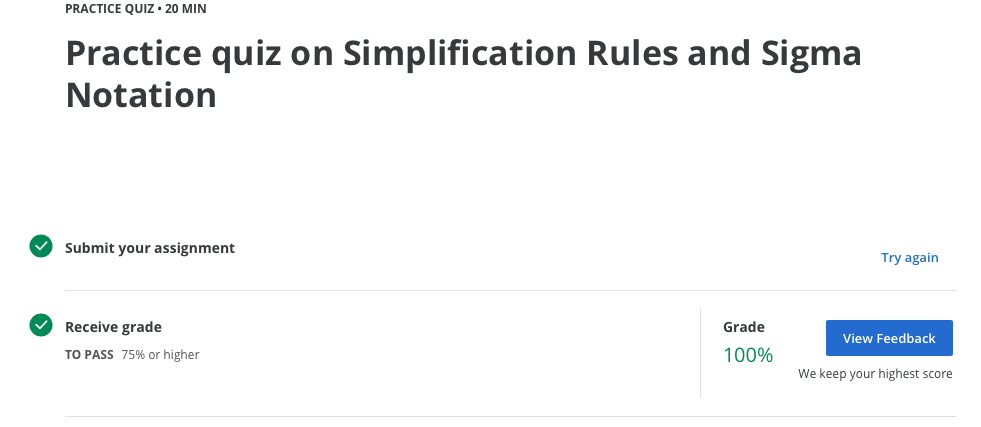 PRACTICE QUIZ • 20 MIN
Practice quiz on Simplification Rules and Sigma
Notation
Submit your assignment
Try again
Receive grade
TO PASS 75% or higher
Grade
100%
View Feedback
We keep your highest score